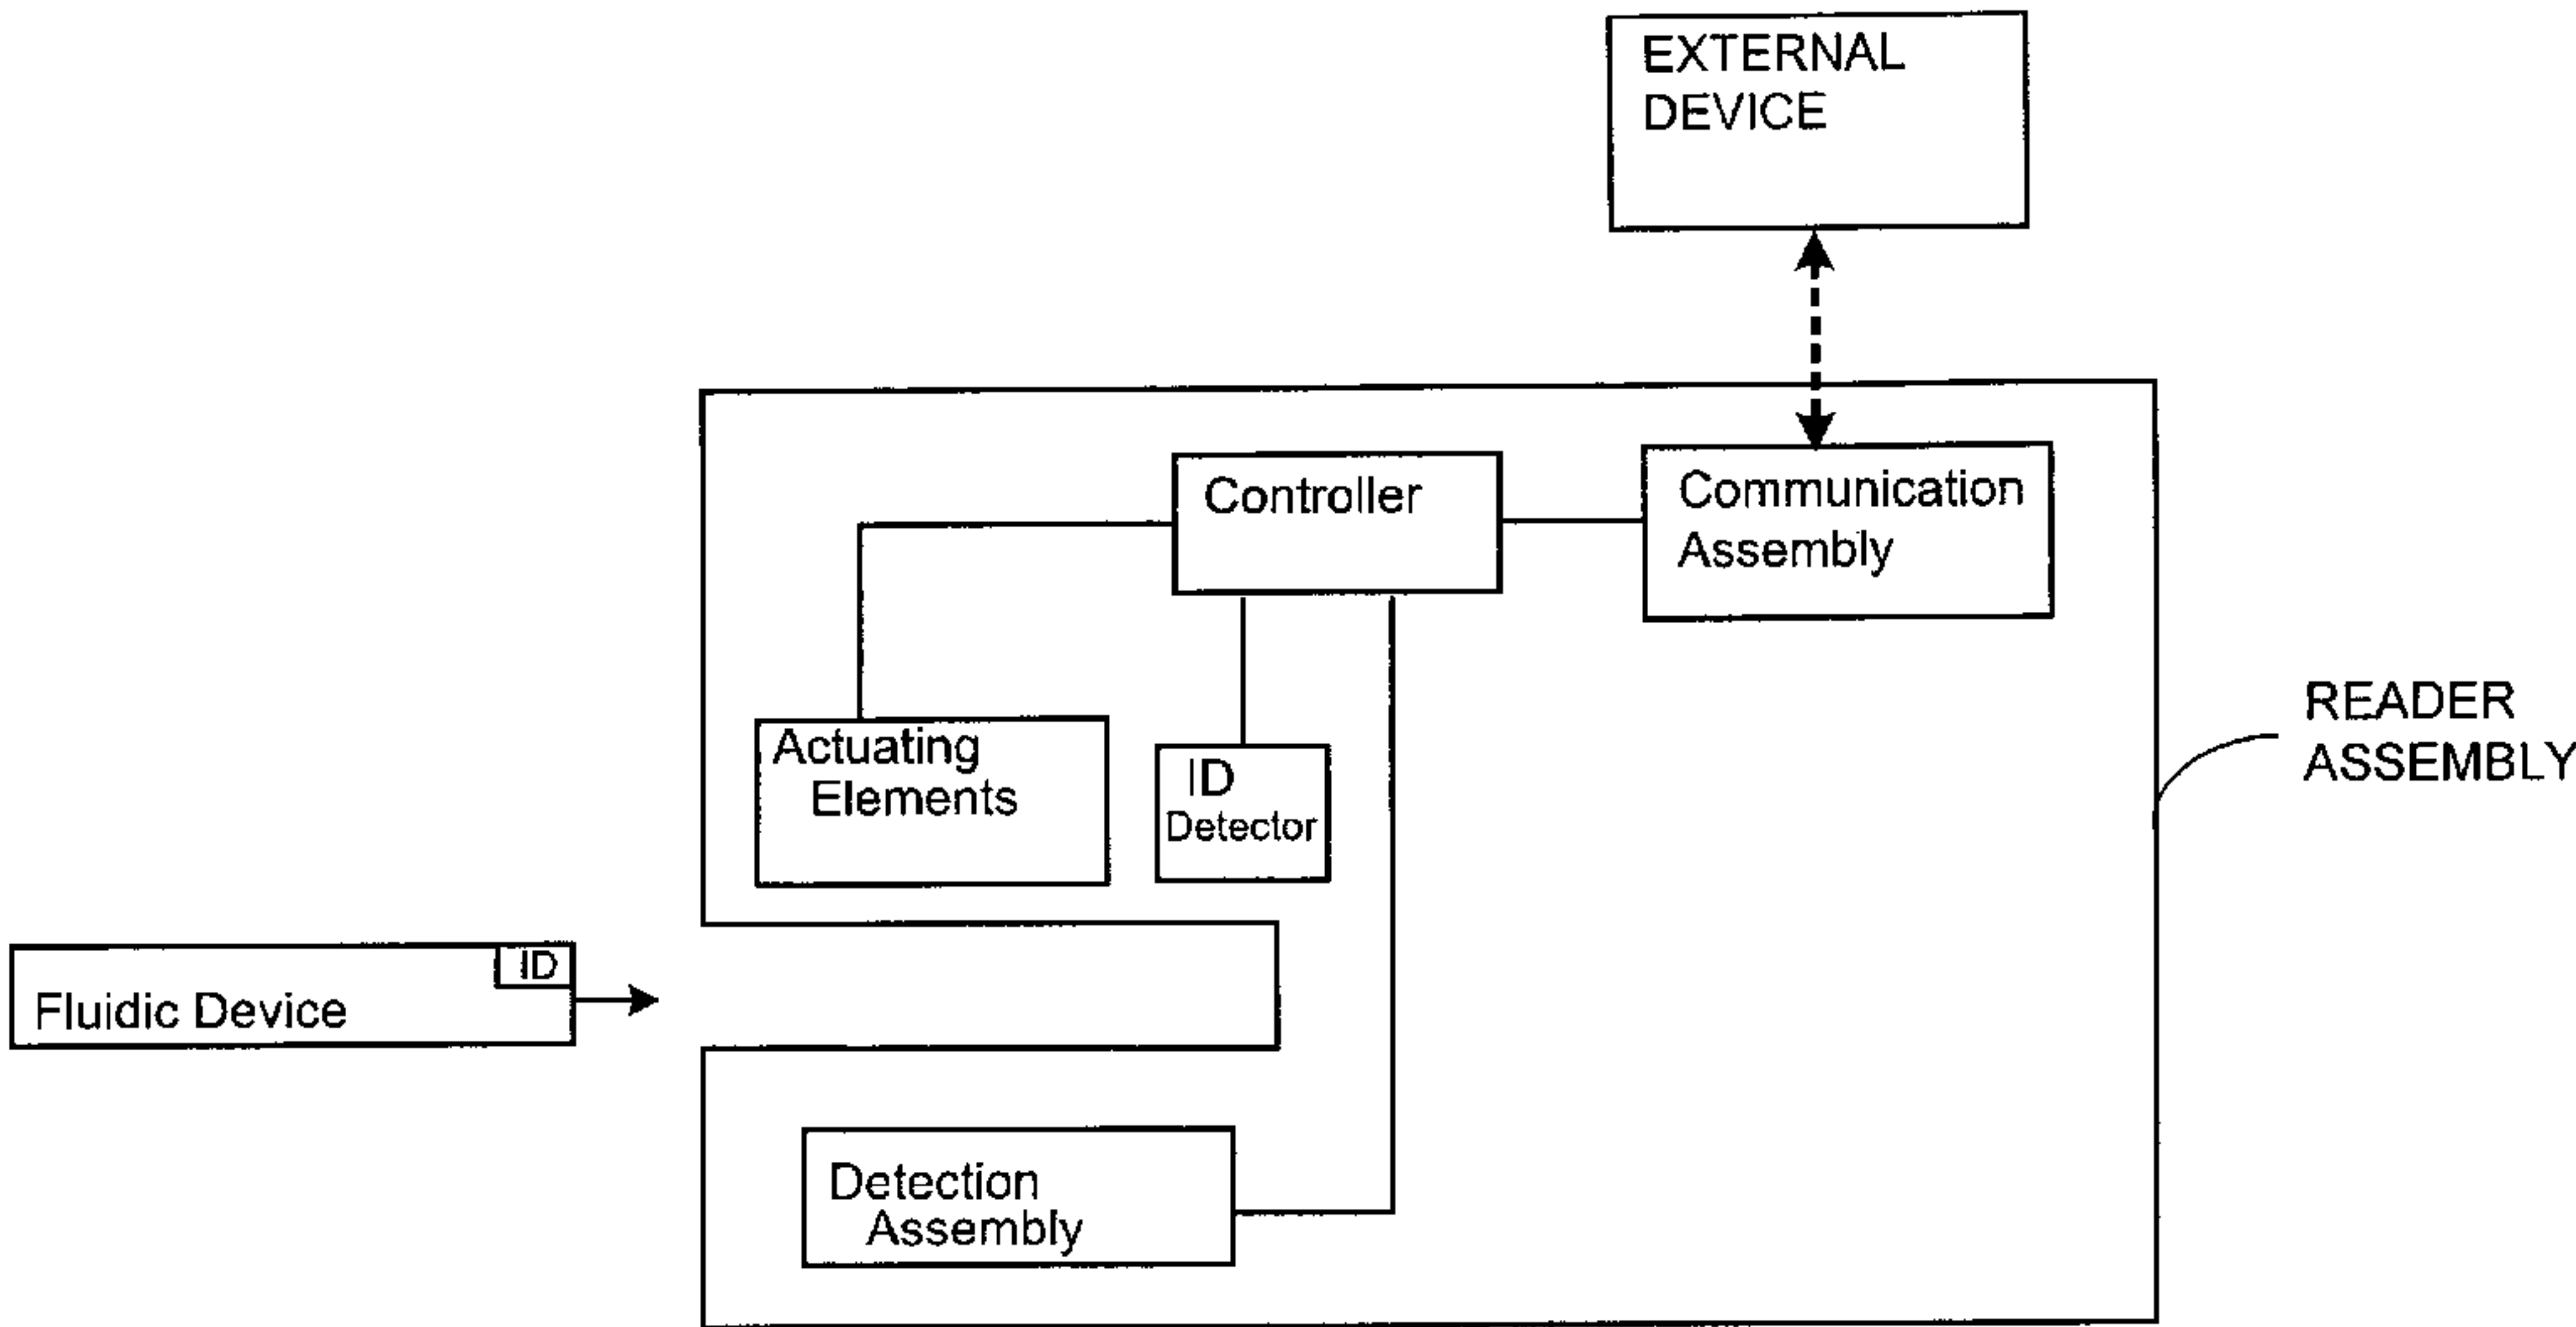 EXTERNAL
DEVICE
Controller
Communication
Assembly
Actuating
Elements
ID
Detector
READER
ASSEMBLY
ID
Fluidic Device
Detection
Assembly